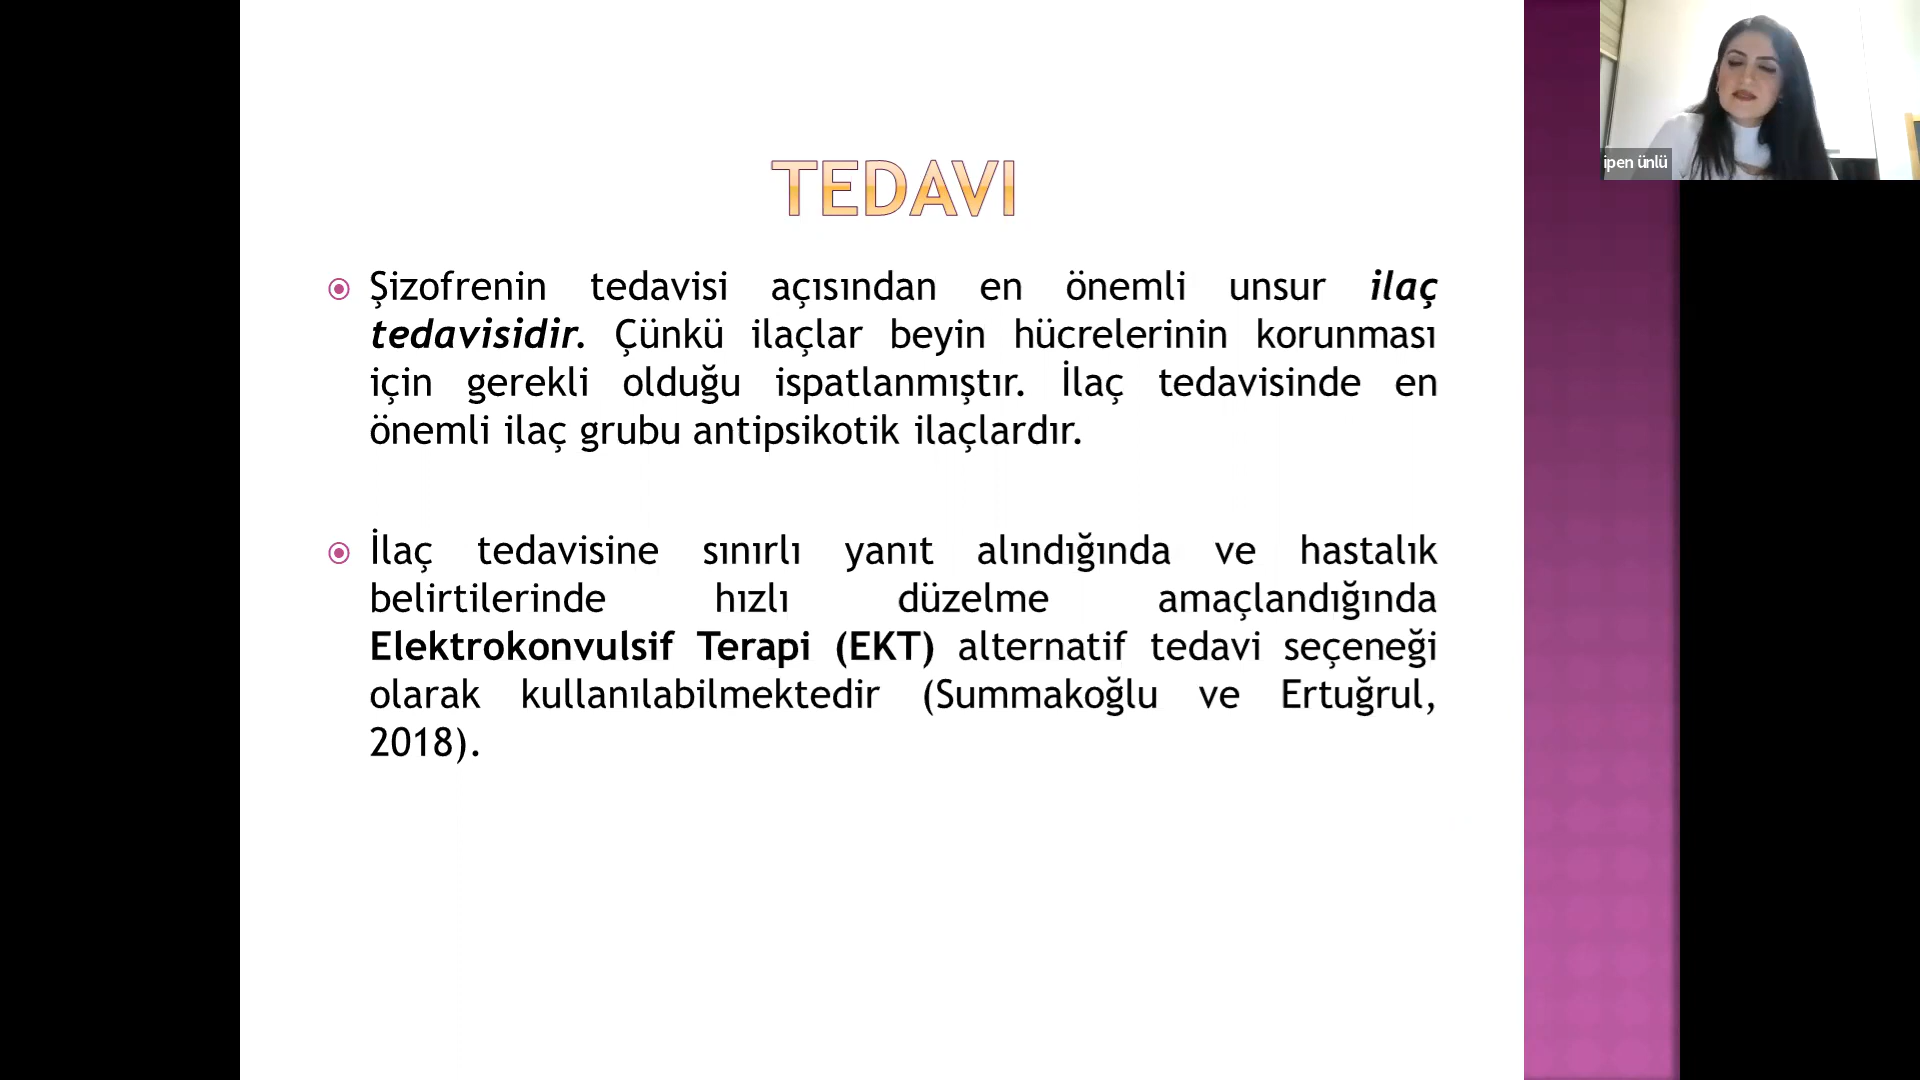 TEDAVI
Şizofrenin tedavisi açısından en önemli unsur ilaç
tedavisidir. Çünkü ilaçlar beyin hücrelerinin korunması
için gerekli olduğu ispatlanmıştır. İlaç tedavisinde en
önemli ilaç grubu antipsikotik ilaçlardır.
İlaç tedavisine sınırlı yanıt alındığında ve hastalık
belirtilerinde hızlı düzelme amaçlandığında
Elektrokonvulsif Terapi (EKT) alternatif tedavi seçeneği
olarak kullanılabilmektedir (Summakoğlu ve Ertuğrul,
2018).
ipen ünlü